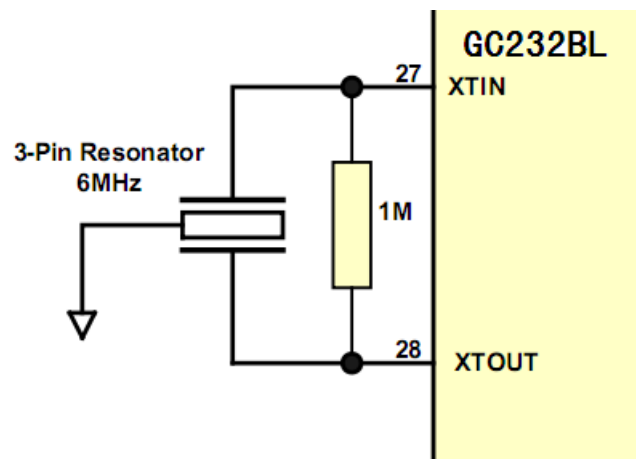 GC232BL
27
XTIN
3-Pin Resonator
6MHz
1M
28
XTOUT